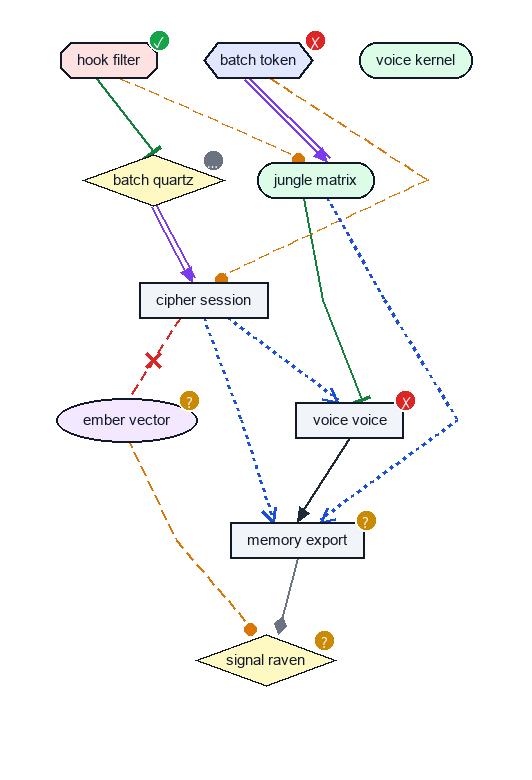 hook filter
✓
batch token
X
voice kernel
batch quartz
...
jungle matrix
cipher session
ember vector
?
voice voice
X
memory export
?
signal raven
?